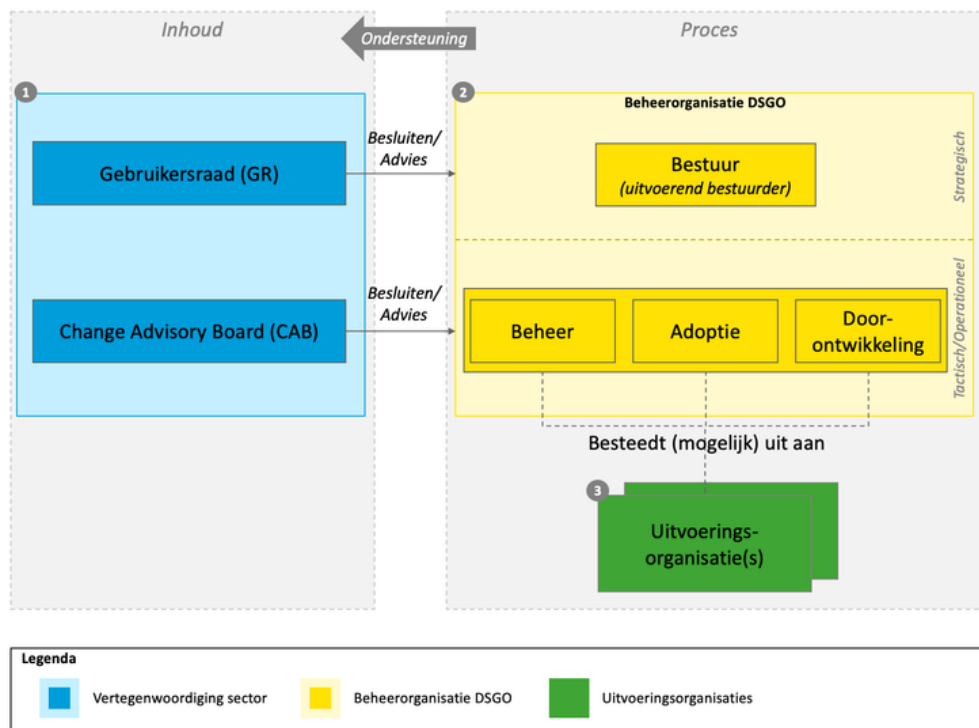 Inhoud
Ondersteuning
Proces
1
Gebruikersraad (GR)
Change Advisory Board (CAB)
Besluiten/
Advies
Besluiten/
Advies
2
Beheerorganisatie DSGO
Bestuur
(uitvoerend bestuurder)
Strategisch
Beheer
Adoptie
Door-
ontwikkeling
Tactisch/Operationeel
Besteedt (mogelijk) uit aan
3
Uitvoerings-
organisatie(s)
Legenda
Vertegenwoordiging sector
Beheerorganisatie DSGO
Uitvoeringsorganisaties